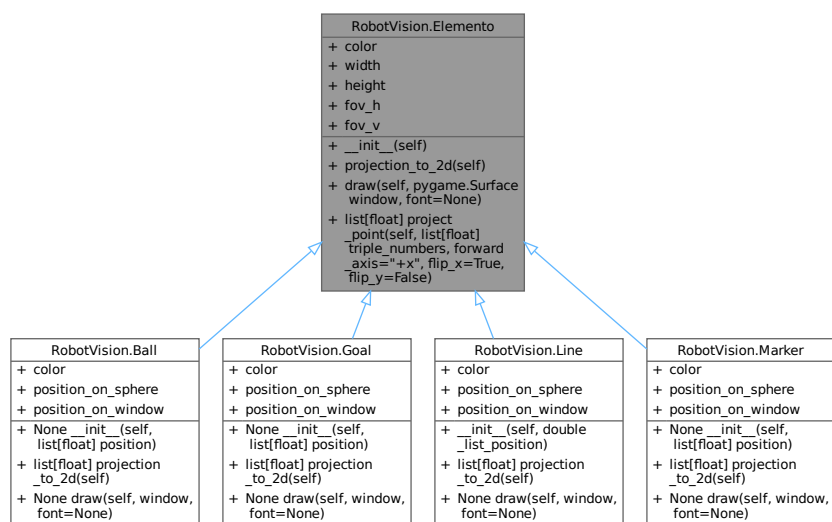 RobotVision.Elemento
+ color
+ width
+ height
+ fov_h
+ fov_v
+ __init__(self)
+ projection_to_2d(self)
+ draw(self, pygame.Surface
window, font=None)
+ list[float] project
_point(self, list[float]
triple_numbers, forward
_axis="+x", flip_x=True,
flip_y=False)
RobotVision.Ball
+ color
+ position_on_sphere
+ position_on_window
+ None __init__(self,
list[float] position)
+ list[float] projection
_to_2d(self)
+ None draw(self, window,
font=None)
RobotVision.Goal
+ color
+ position_on_sphere
+ position_on_window
+ None __init__(self,
list[float] position)
+ list[float] projection
_to_2d(self)
+ None draw(self, window,
font=None)
RobotVision.Line
+ color
+ position_on_sphere
+ position_on_window
+ __init__(self, double
_list_position)
+ list[float] projection
_to_2d(self)
+ None draw(self, window,
font=None)
RobotVision.Marker
+ color
+ position_on_sphere
+ position_on_window
+ None __init__(self,
list[float] position)
+ list[float] projection
_to_2d(self)
+ None draw(self, window,
font=None)